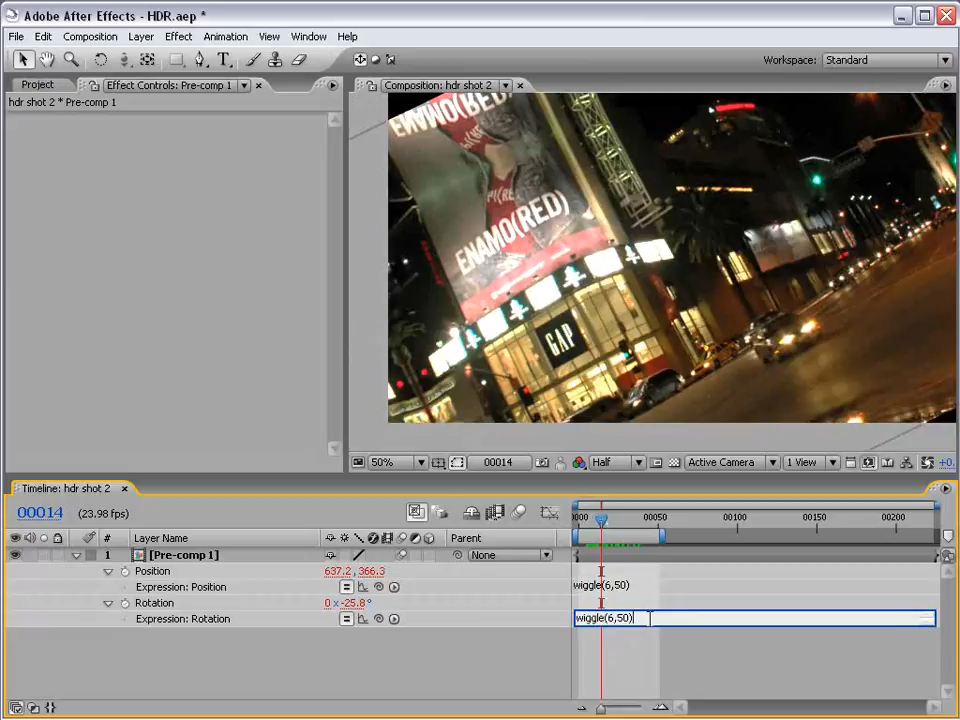 Adobe After Effects - HDR.aep *
File Edit Composition Layer Effect Animation View Window Help
Workspace: Standard
Project Effect Controls: Pre-comp 1 Composition: hdr shot 2
hdr shot 2 * Pre-comp 1
ENAMO(RED)
ENAMO(RED)
GAP
50% 00014 Half Active Camera 1 View +0.
Timeline: hdr shot 2
00014 (23.98 fps)
0000 00050 00100 00150 00200
# Layer Name Parent
1 [Pre-comp 1] None
Position 637.2, 366.3
Expression: Position wiggle(6,50)
Rotation 0 x -25.8°
Expression: Rotation wiggle(6,50)